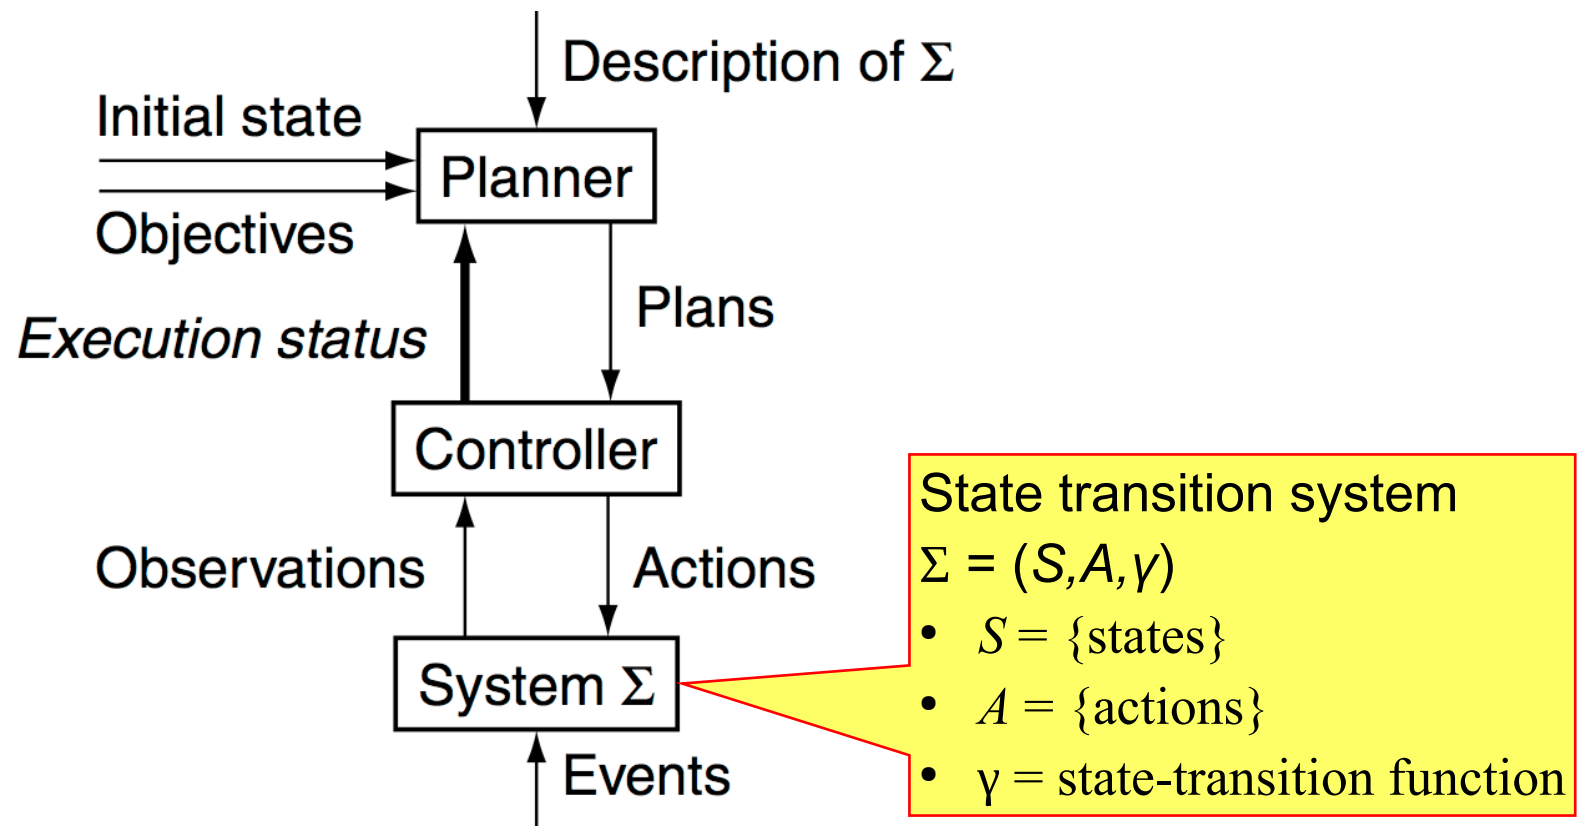 Description of Σ
Initial state
Planner
Objectives
Plans
Execution status
Controller
Observations
Actions
System Σ
Events
State transition system
Σ = (S,A,γ)
• S = {states}
• A = {actions}
• γ = state-transition function